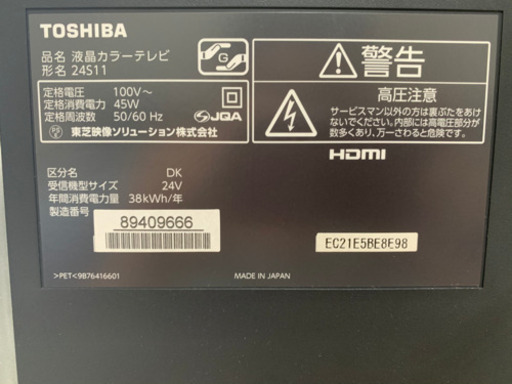 TOSHIBA
品名 液晶カラーテレビ
形名 24S11
G
定格電圧 100V～
定格消費電力 45W
定格周波数 50/60 Hz
JQA
東芝映像ソリューション株式会社
警告
高圧注意
サービスマン以外の方は裏ぶたをあけ
ないでください。内部には高電圧部分が
数多くあり、万一さわると危険です。
HDMI
区分名 DK
受信機型サイズ 24V
年間消費電力量 38kWh/年
製造番号
89409666
EC21E5BE8E98
>PET<9B76416601
MADE IN JAPAN